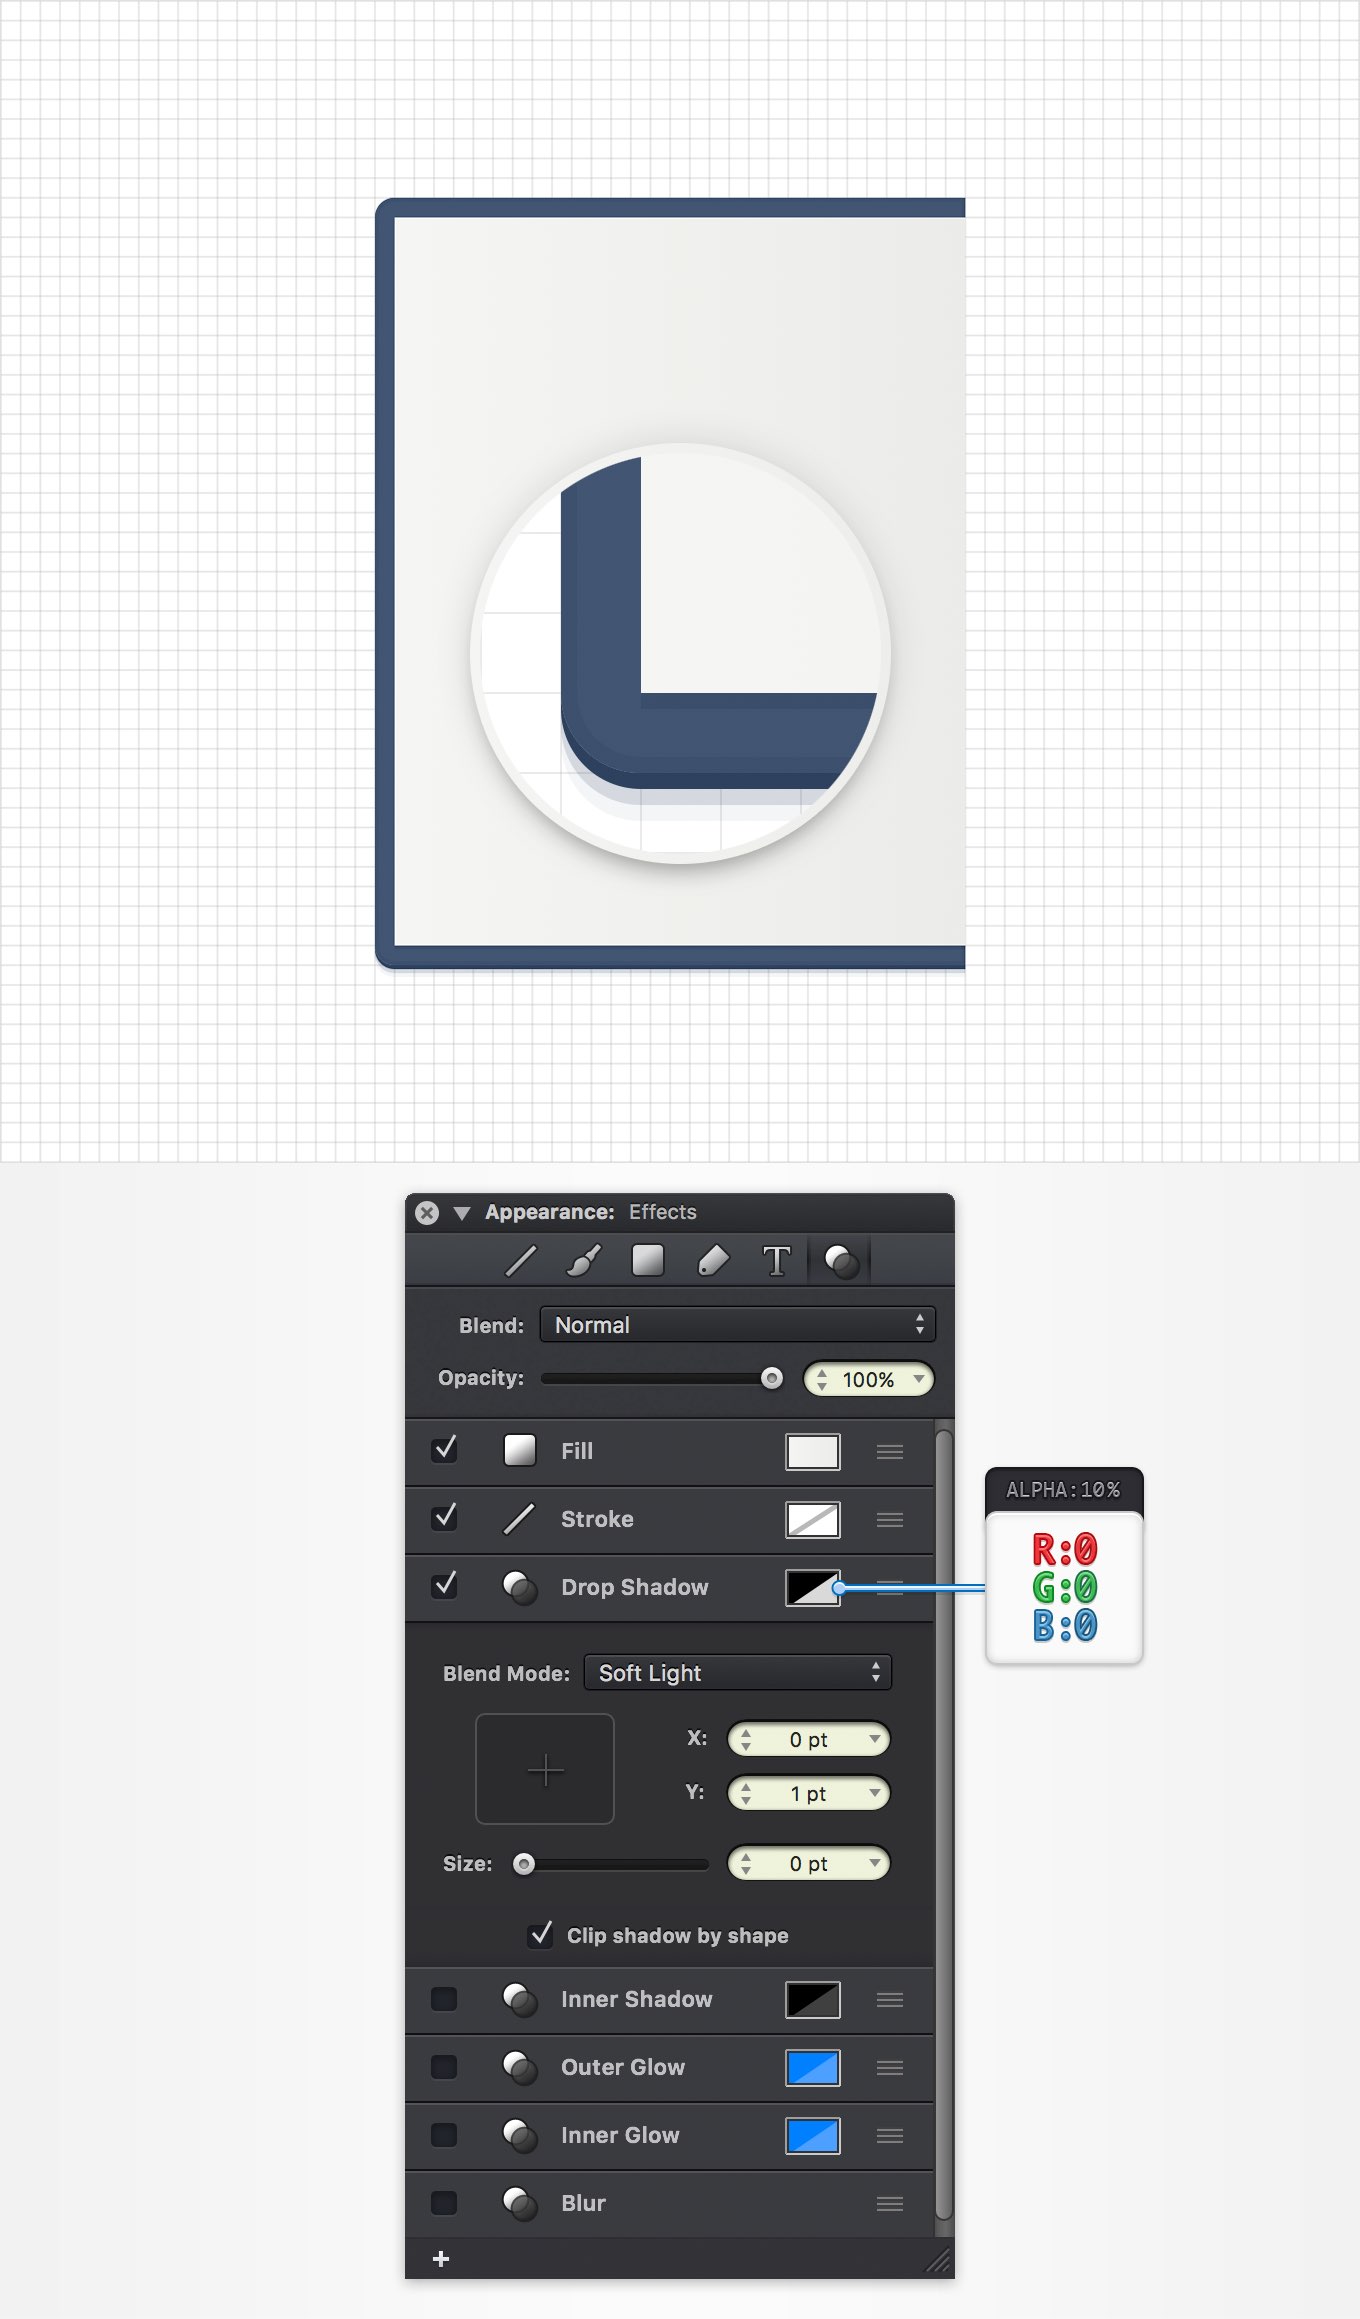 Appearance: Effects
T
Blend: Normal
Opacity: 100%
Fill
Stroke
Drop Shadow
ALPHA:10%
R:0
G:0
B:0
Blend Mode: Soft Light
X: 0 pt
Y: 1 pt
Size: 0 pt
Clip shadow by shape
Inner Shadow
Outer Glow
Inner Glow
Blur